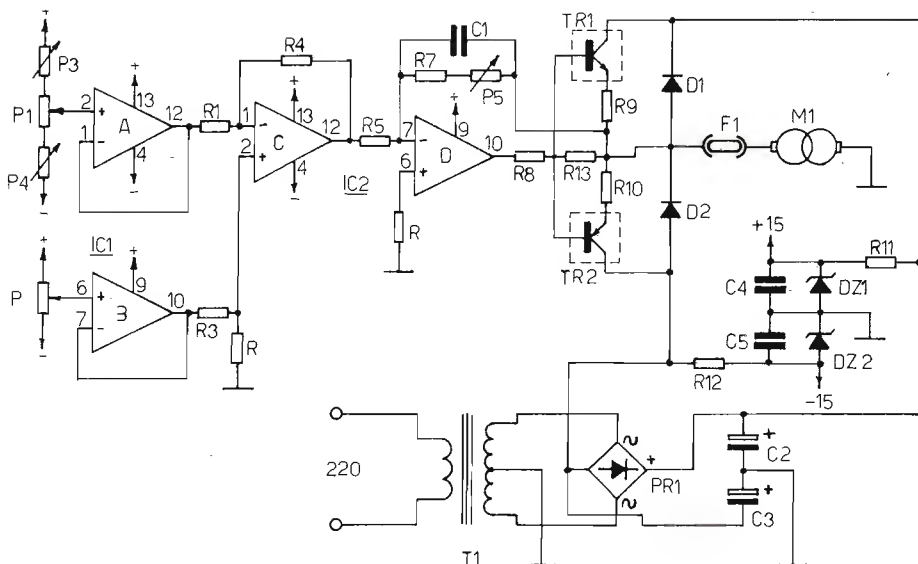 P3
P1
P4
2
+
1
-
A
+
13
12
4
-
R1
R4
1
-
2
+
C
+
13
12
4
-
IC2
R5
C1
R7
P5
7
-
6
+
D
+
9
10
R
R8
R13
TR1
R9
R10
TR2
D1
D2
F1
M1
+
-
P
IC1
6
+
7
-
B
+
9
10
R3
R
+15
R11
C4
DZ1
C5
DZ2
R12
-15
220
T1
~
+
PR1
~
+
C2
+
C3